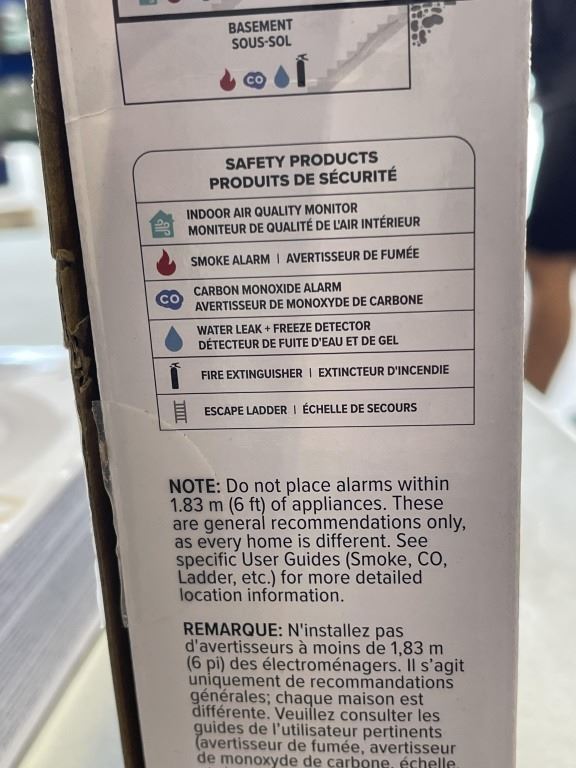 BASEMENT
SOUS-SOL
CO
SAFETY PRODUCTS
PRODUITS DE SÉCURITÉ
INDOOR AIR QUALITY MONITOR
MONITEUR DE QUALITÉ DE L'AIR INTÉRIEUR
SMOKE ALARM | AVERTISSEUR DE FUMÉE
CO
CARBON MONOXIDE ALARM
AVERTISSEUR DE MONOXYDE DE CARBONE
WATER LEAK + FREEZE DETECTOR
DÉTECTEUR DE FUITE D'EAU ET DE GEL
FIRE EXTINGUISHER | EXTINCTEUR D'INCENDIE
ESCAPE LADDER | ÉCHELLE DE SECOURS
NOTE: Do not place alarms within
1.83 m (6 ft) of appliances. These
are general recommendations only,
as every home is different. See
specific User Guides (Smoke, CO,
Ladder, etc.) for more detailed
location information.
REMARQUE: N'installez pas
d'avertisseurs à moins de 1,83 m
(6 pi) des électroménagers. Il s'agit
uniquement de recommandations
générales; chaque maison est
différente. Veuillez consulter les
guides de l'utilisateur pertinents
(avertisseur de fumée, avertisseur
de monoxyde de carbone, échelle,